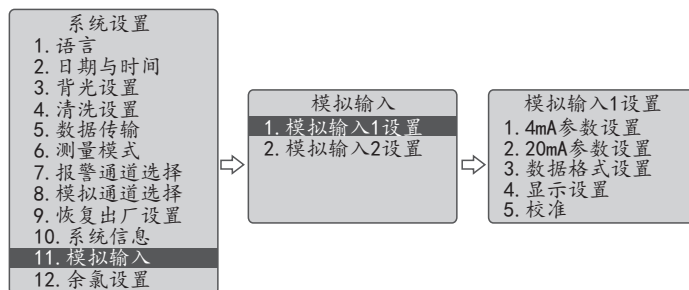 系统设置
1. 语言
2. 日期与时间
3. 背光设置
4. 清洗设置
5. 数据传输
6. 测量模式
7. 报警通道选择
8. 模拟通道选择
9. 恢复出厂设置
10. 系统信息
11. 模拟输入
12. 余氯设置
模拟输入
1. 模拟输入1设置
2. 模拟输入2设置
模拟输入1设置
1. 4mA参数设置
2. 20mA参数设置
3. 数据格式设置
4. 显示设置
5. 校准